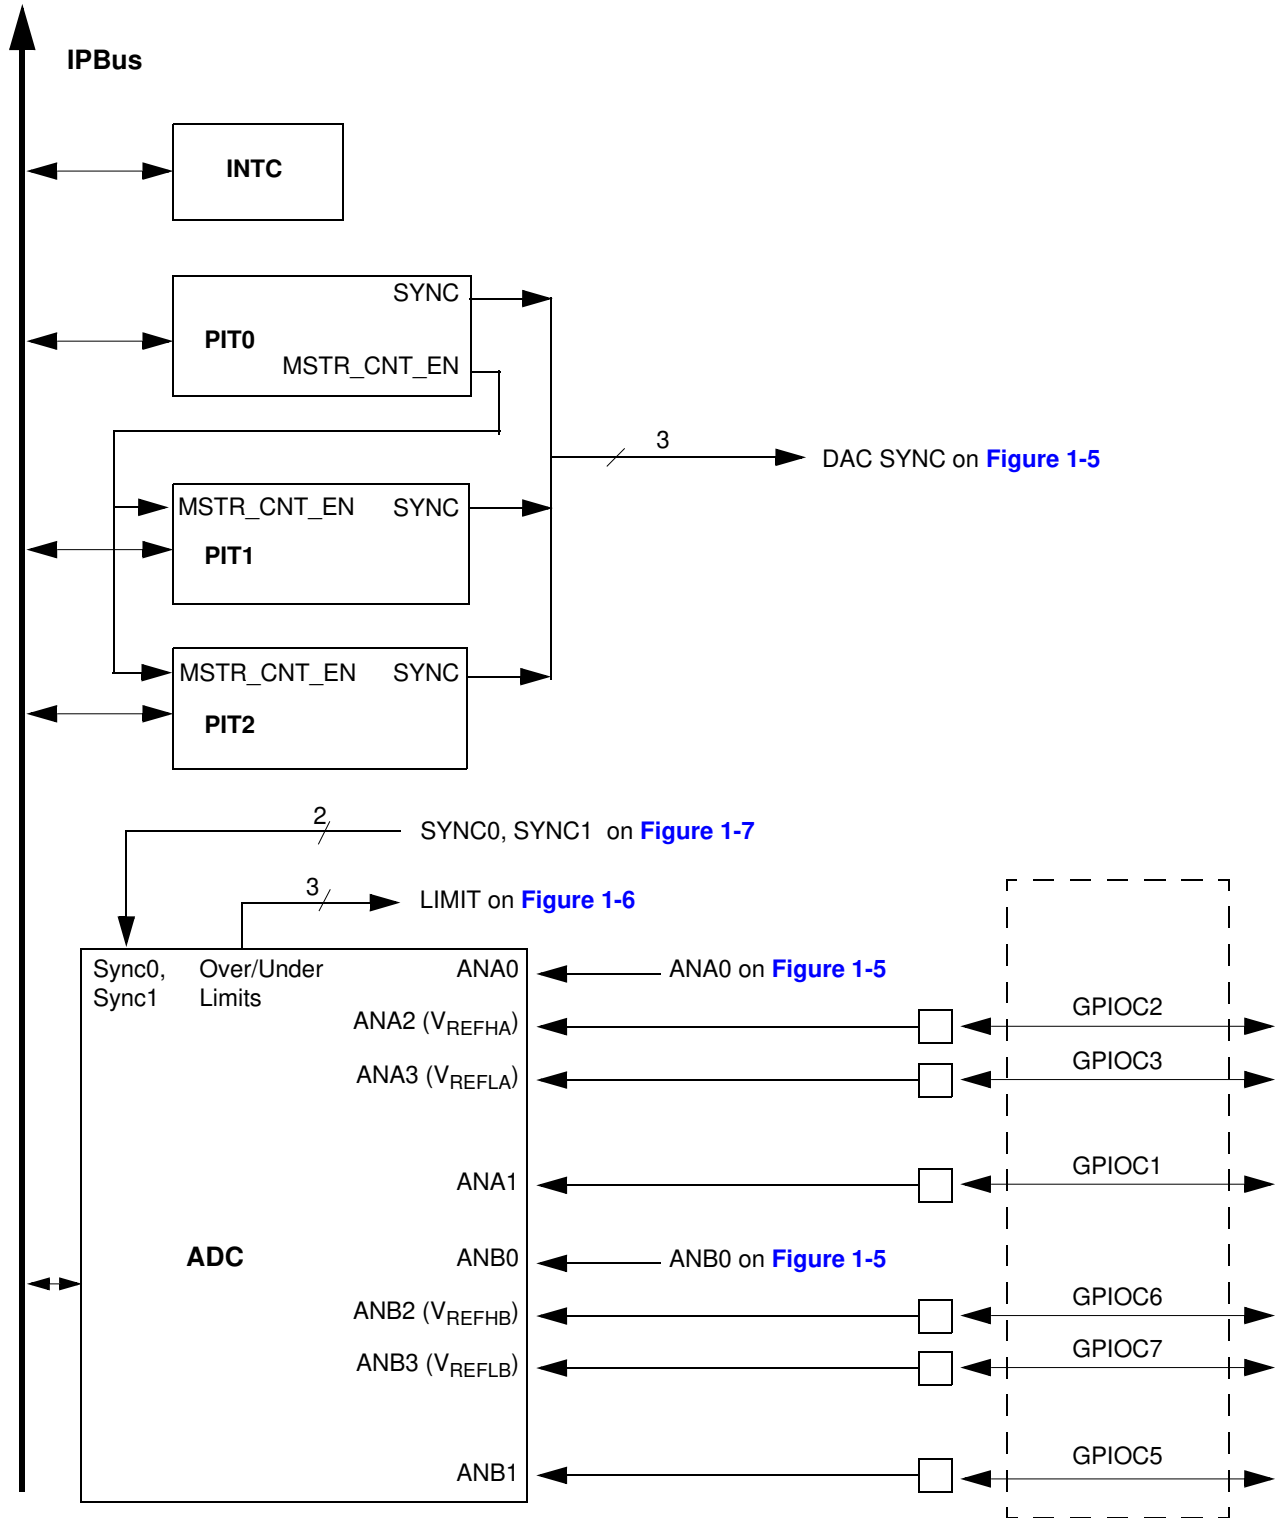 IPBus
INTC
SYNC
PIT0
MSTR_CNT_EN
3
DAC SYNC on Figure 1-5
MSTR_CNT_EN SYNC
PIT1
MSTR_CNT_EN SYNC
PIT2
2
SYNC0, SYNC1 on Figure 1-7
3
LIMIT on Figure 1-6
Sync0, Sync1
Over/Under Limits
ANA0
ANA0 on Figure 1-5
ANA2 (VREFHA)
GPIOC2
ANA3 (VREFLA)
GPIOC3
ANA1
GPIOC1
ADC
ANB0
ANB0 on Figure 1-5
ANB2 (VREFHB)
GPIOC6
ANB3 (VREFLB)
GPIOC7
ANB1
GPIOC5